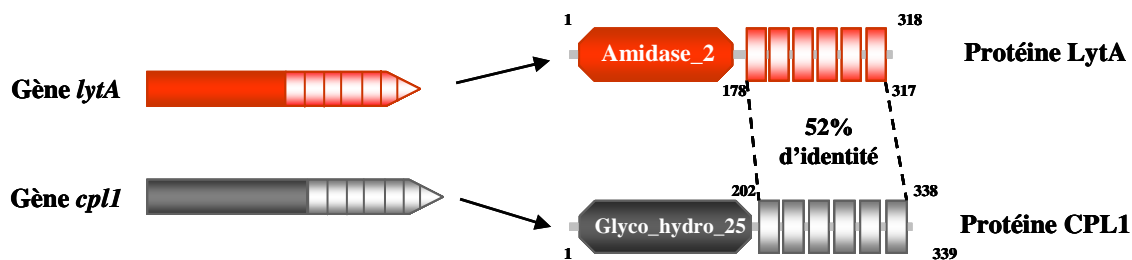 1
318
Amidase_2
Protéine LytA
Gène lytA
178
317
52%
d’identité
Gène cpl1
202
338
Glyco_hydro_25
Protéine CPL1
1
339